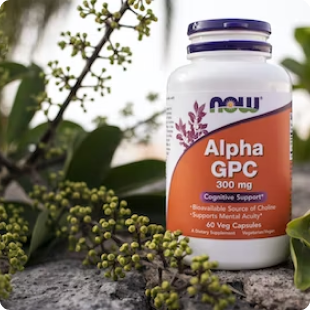 NOW
Alpha
GPC
300 mg
Cognitive Support*
•Bioavailable Source of Choline
•Supports Mental Acuity*
60 Veg Capsules
A Dietary Supplement Vegetarian/Vegan